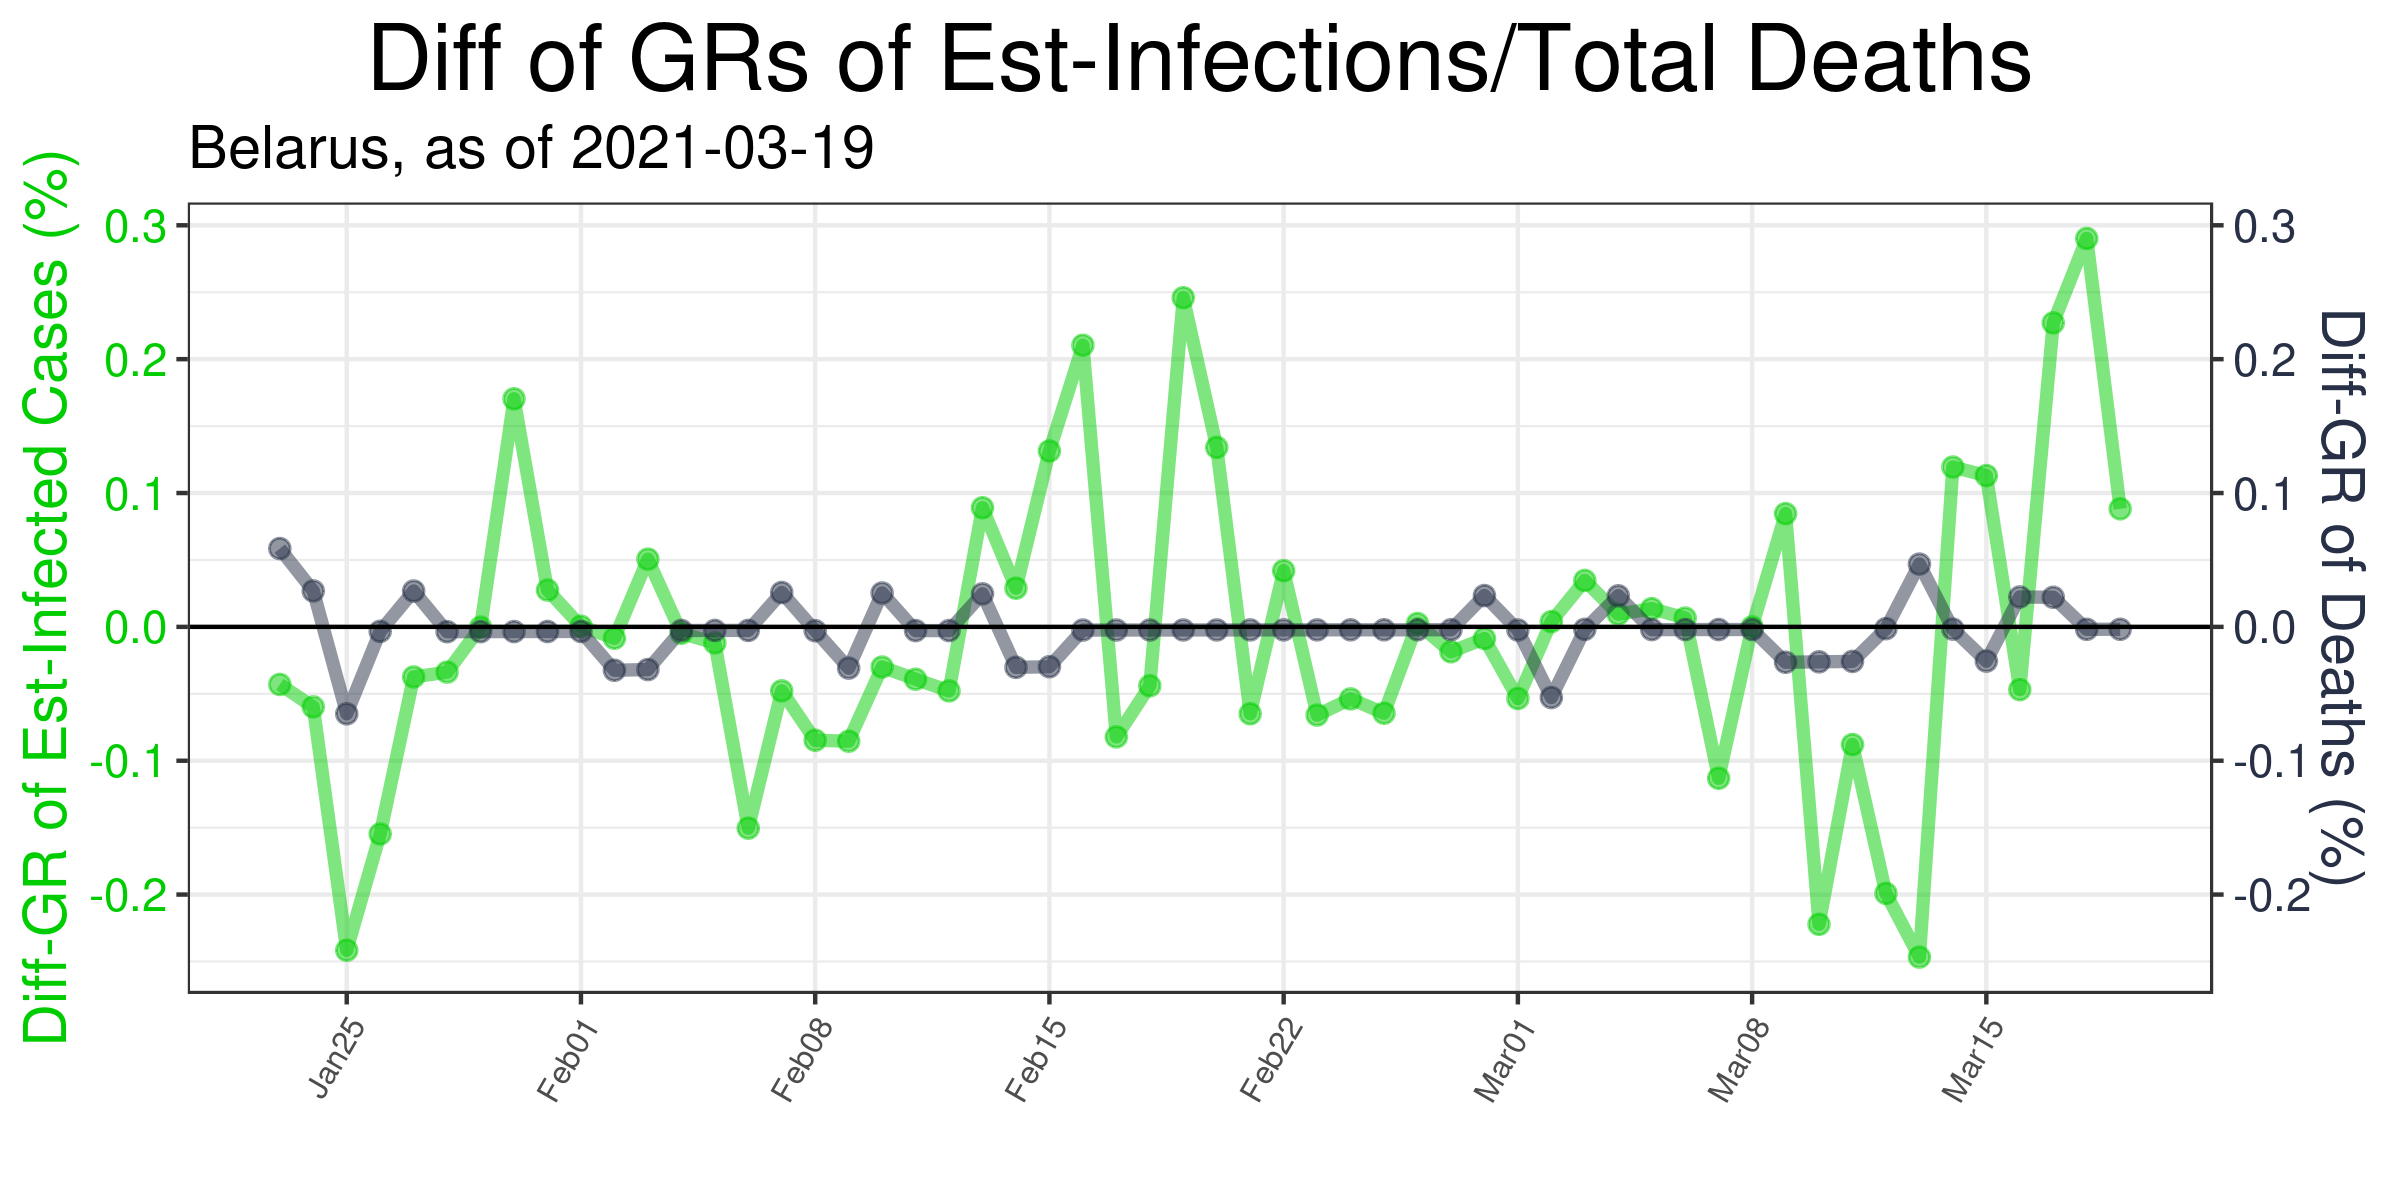 Diff of GRs of Est-Infections/Total Deaths
Belarus, as of 2021-03-19
Diff-GR of Est-Infected Cases (%)
0.3
0.2
0.1
0.0
-0.1
-0.2
0.3
0.2
0.1
0.0
-0.1
-0.2
Diff-GR of Deaths (%)
Jan25
Feb01
Feb08
Feb15
Feb22
Mar01
Mar08
Mar15